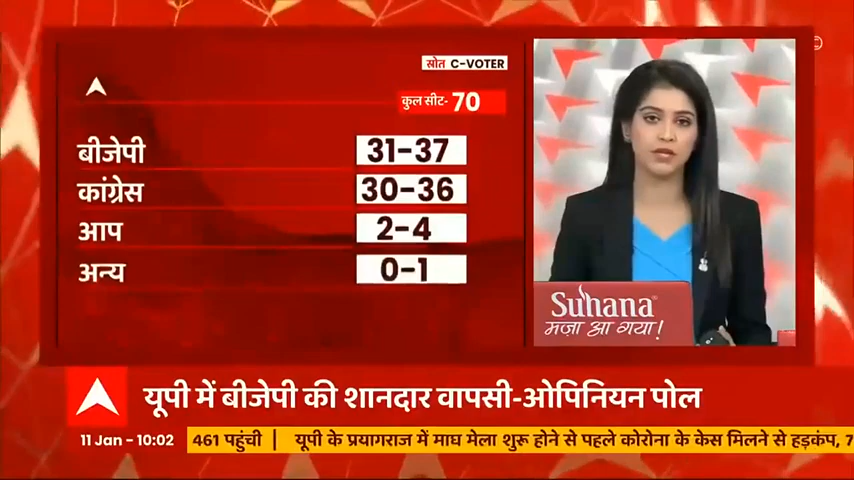 स्रोत C-VOTER
कुल सीट- 70
बीजेपी 31-37
कांग्रेस 30-36
आप 2-4
अन्य 0-1
Suhana
मज़ा आ गया!
यूपी में बीजेपी की शानदार वापसी-ओपिनियन पोल
11 Jan - 10:02 461 पहुंची | यूपी के प्रयागराज में माघ मेला शुरू होने से पहले कोरोना के केस मिलने से हड़कंप, 7